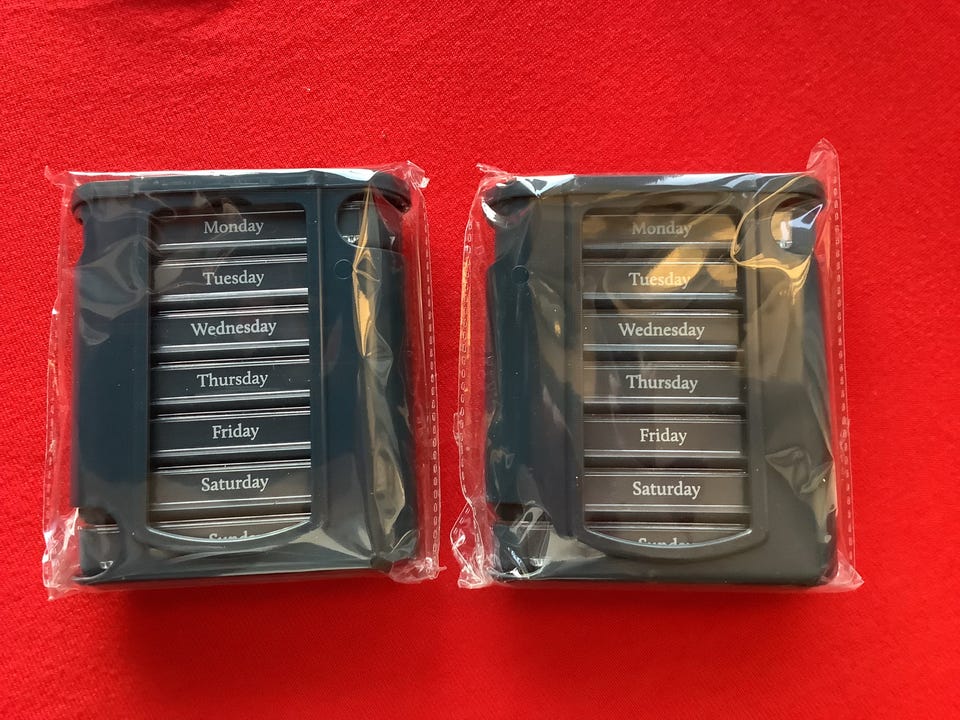 Monday
Tuesday
Wednesday
Thursday
Friday
Saturday
Monday
Tuesday
Wednesday
Thursday
Friday
Saturday